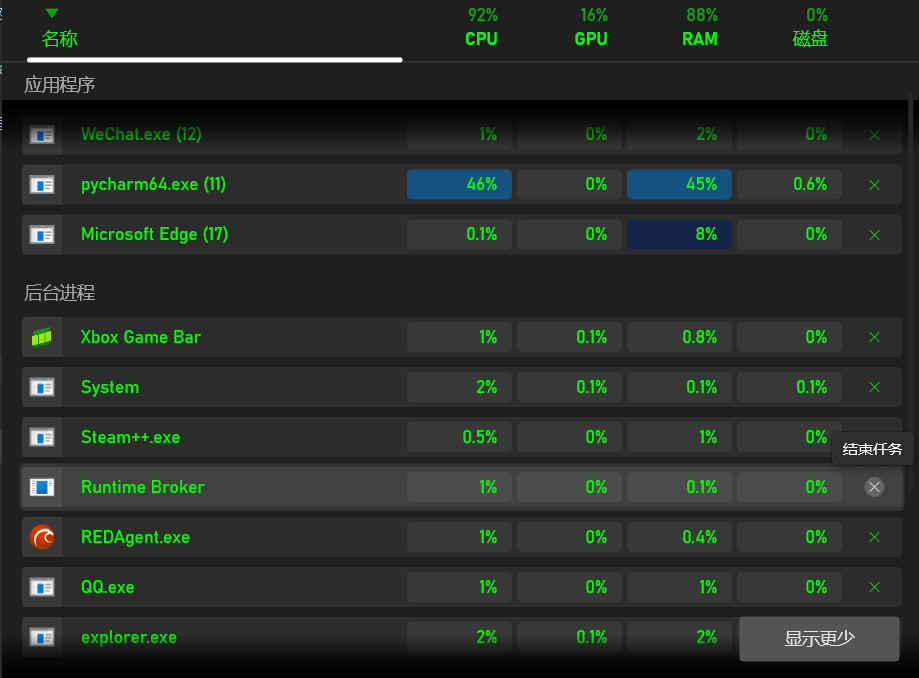 92% 16% 88% 0%
名称 CPU GPU RAM 磁盘
应用程序
WeChat.exe (12) 1% 0% 2% 0%
pycharm64.exe (11) 46% 0% 45% 0.6%
Microsoft Edge (17) 0.1% 0% 8% 0%
后台进程
Xbox Game Bar 1% 0.1% 0.8% 0%
System 2% 0.1% 0.1% 0.1%
Steam++.exe 0.5% 0% 1% 0%
结束任务
Runtime Broker 1% 0% 0.1% 0%
REDAgent.exe 1% 0% 0.4% 0%
QQ.exe 1% 0% 1% 0%
explorer.exe 2% 0.1% 2%
显示更少